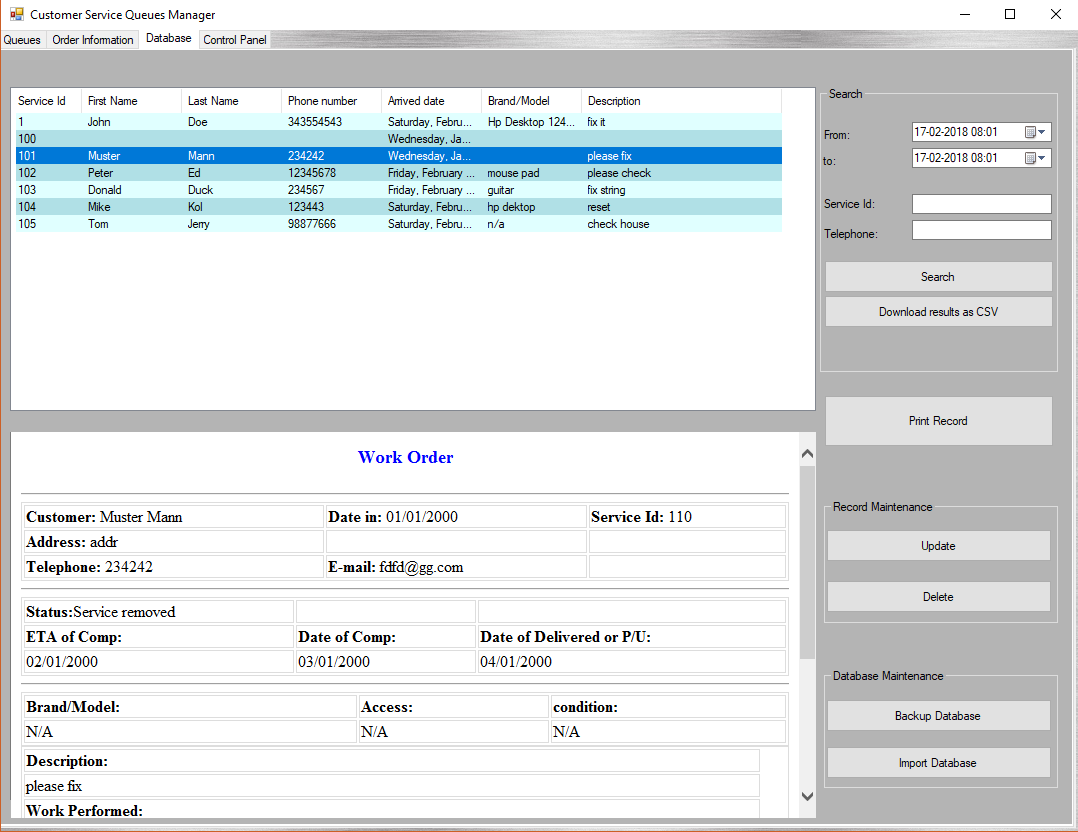 Customer Service Queues Manager
Queues Order Information Database Control Panel
Service Id First Name Last Name Phone number Arrived date Brand/Model Description
1 John Doe 343554543 Saturday, Febru... Hp Desktop 124... fix it
100 Wednesday, Ja...
101 Muster Mann 234242 Wednesday, Ja... please fix
102 Peter Ed 12345678 Friday, February ... mouse pad please check
103 Donald Duck 234567 Friday, February ... guitar fix string
104 Mike Kol 123443 Saturday, Febru... hp dektop reset
105 Tom Jerry 98877666 Saturday, Febru... n/a check house
Search
From: 17-02-2018 08:01
to: 17-02-2018 08:01
Service Id:
Telephone:
Search
Download results as CSV
Print Record
Record Maintenance
Update
Delete
Database Maintenance
Backup Database
Import Database
Work Order
Customer: Muster Mann Date in: 01/01/2000 Service Id: 110
Address: addr
Telephone: 234242 E-mail: fdfd@gg.com
Status:Service removed
ETA of Comp: Date of Comp: Date of Delivered or P/U:
02/01/2000 03/01/2000 04/01/2000
Brand/Model: Access: condition:
N/A N/A N/A
Description:
please fix
Work Performed: